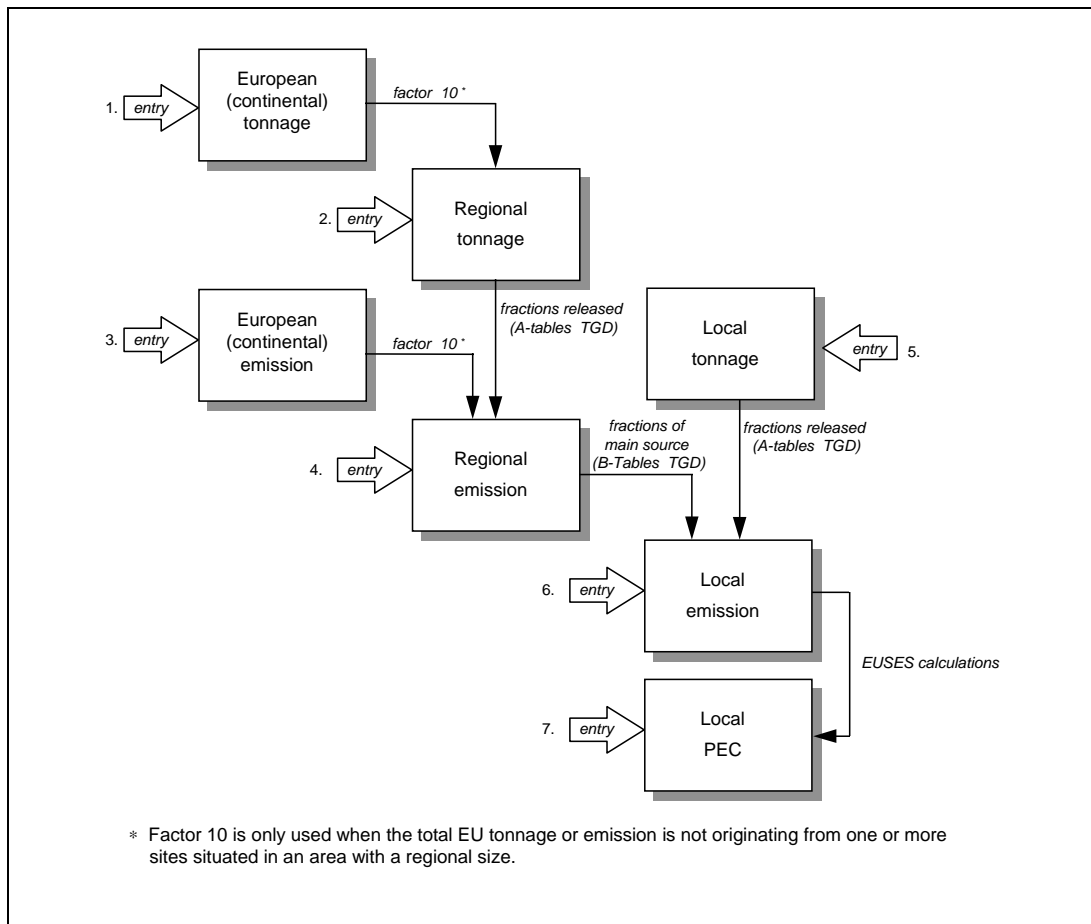 European
(continental)
tonnage
1.
entry
factor 10 *
2.
entry
Regional
tonnage
3.
entry
European
(continental)
emission
factor 10 *
fractions released
(A-tables TGD)
Local
tonnage
entry
5.
4.
entry
Regional
emission
fractions of
main source
(B-Tables TGD)
fractions released
(A-tables TGD)
6.
entry
Local
emission
EUSES calculations
7.
entry
Local
PEC
* Factor 10 is only used when the total EU tonnage or emission is not originating from one or more
sites situated in an area with a regional size.